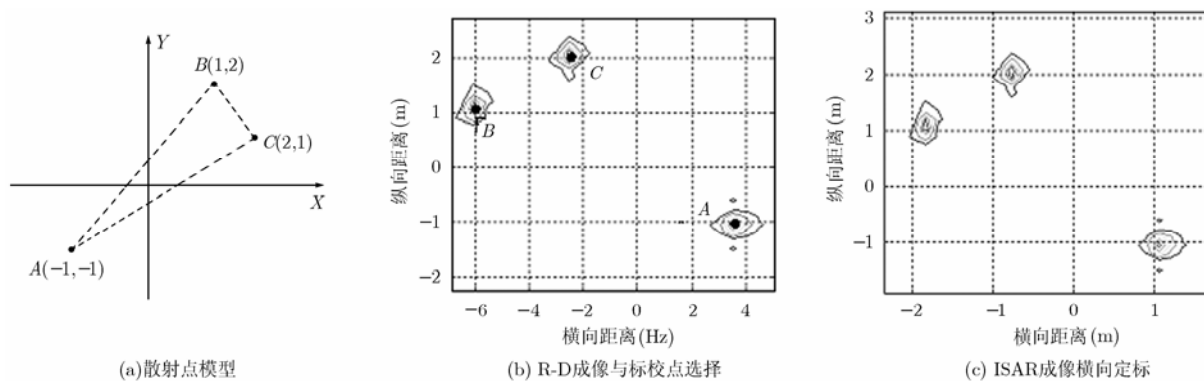 Y
B(1,2)
C(2,1)
X
A(−1,−1)
(a)散射点模型
纵向距离(m)
2
1
0
−1
−2
C
B
A
−6
−4
−2
0
2
4
横向距离(Hz)
(b) R-D成像与标校点选择
纵向距离(m)
3
2
1
0
−1
−2
−1
0
1
横向距离(m)
(c) ISAR成像横向定标